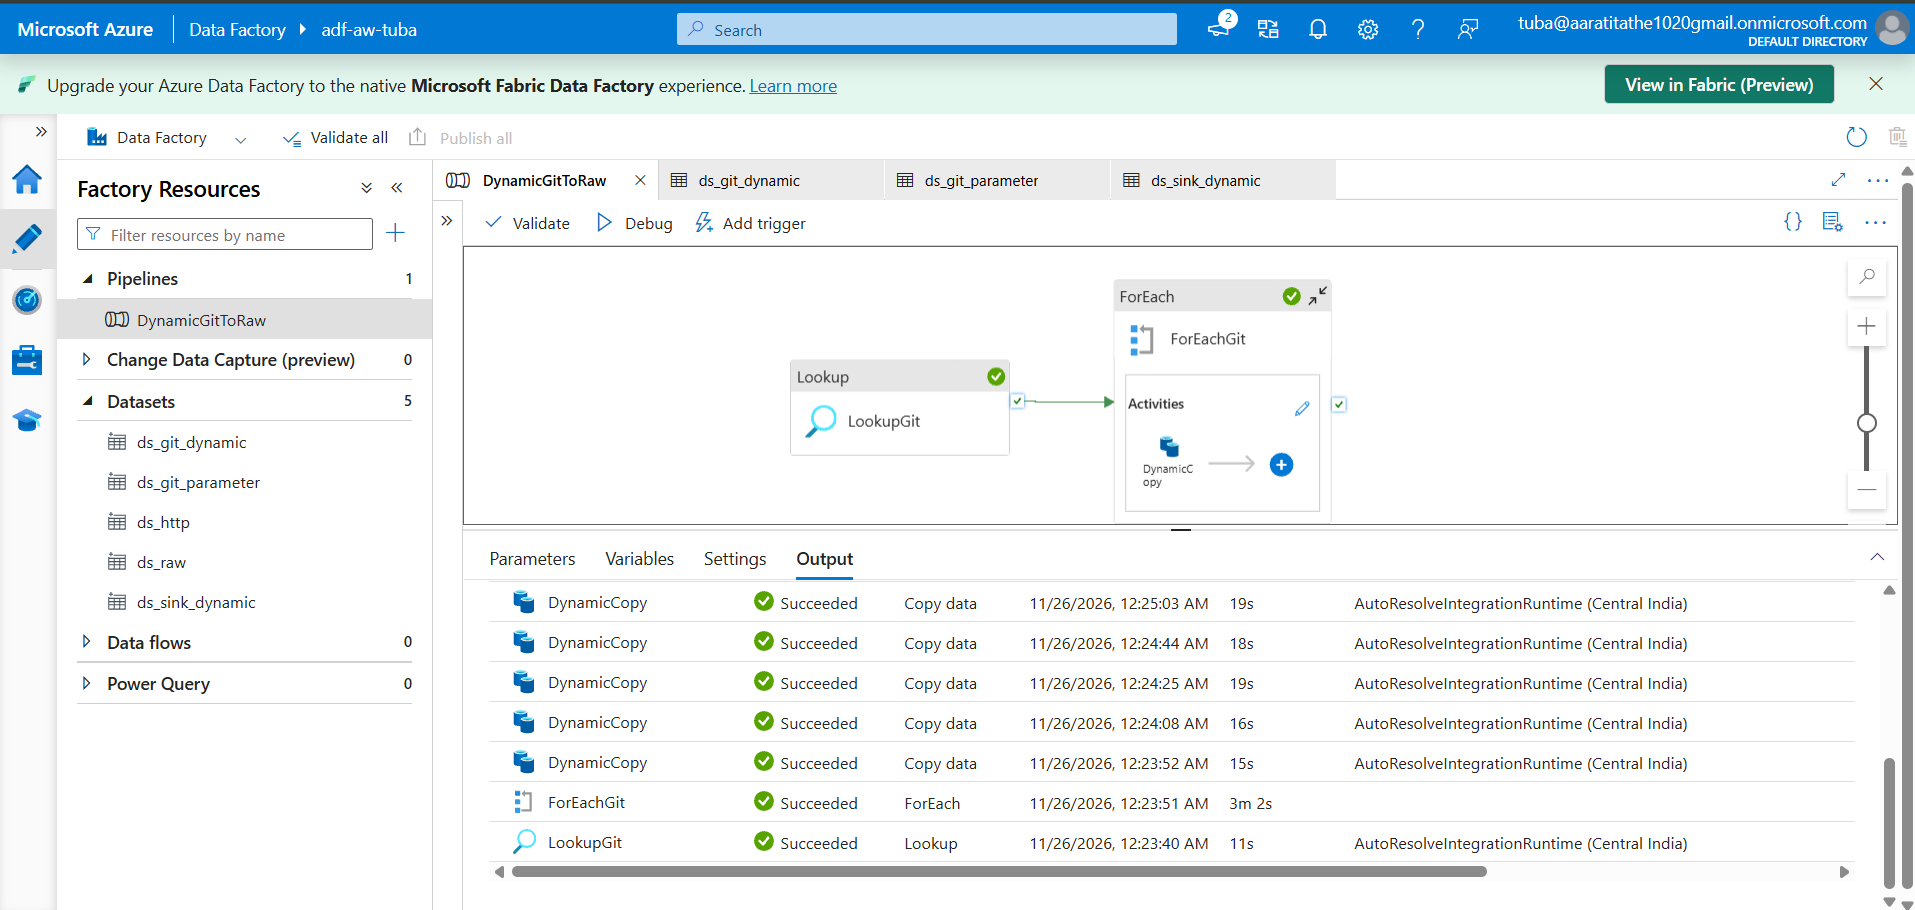 Microsoft Azure Data Factory adf-aw-tuba Search 2 tuba@aaratitathe1020gmail.onmicrosoft.com
DEFAULT DIRECTORY
Upgrade your Azure Data Factory to the native Microsoft Fabric Data Factory experience. Learn more View in Fabric (Preview)
Data Factory Validate all Publish all
Factory Resources
Filter resources by name
Pipelines 1
DynamicGitToRaw
Change Data Capture (preview) 0
Datasets 5
ds_git_dynamic
ds_git_parameter
ds_http
ds_raw
ds_sink_dynamic
Data flows 0
Power Query 0
DynamicGitToRaw ds_git_dynamic ds_git_parameter ds_sink_dynamic
Validate Debug Add trigger
Lookup
LookupGit
ForEach
ForEachGit
Activities
DynamicC
opy
Parameters Variables Settings Output
DynamicCopy Succeeded Copy data 11/26/2026, 12:25:03 AM 19s AutoResolveIntegrationRuntime (Central India)
DynamicCopy Succeeded Copy data 11/26/2026, 12:24:44 AM 18s AutoResolveIntegrationRuntime (Central India)
DynamicCopy Succeeded Copy data 11/26/2026, 12:24:25 AM 19s AutoResolveIntegrationRuntime (Central India)
DynamicCopy Succeeded Copy data 11/26/2026, 12:24:08 AM 16s AutoResolveIntegrationRuntime (Central India)
DynamicCopy Succeeded Copy data 11/26/2026, 12:23:52 AM 15s AutoResolveIntegrationRuntime (Central India)
ForEachGit Succeeded ForEach 11/26/2026, 12:23:51 AM 3m 2s
LookupGit Succeeded Lookup 11/26/2026, 12:23:40 AM 11s AutoResolveIntegrationRuntime (Central India)